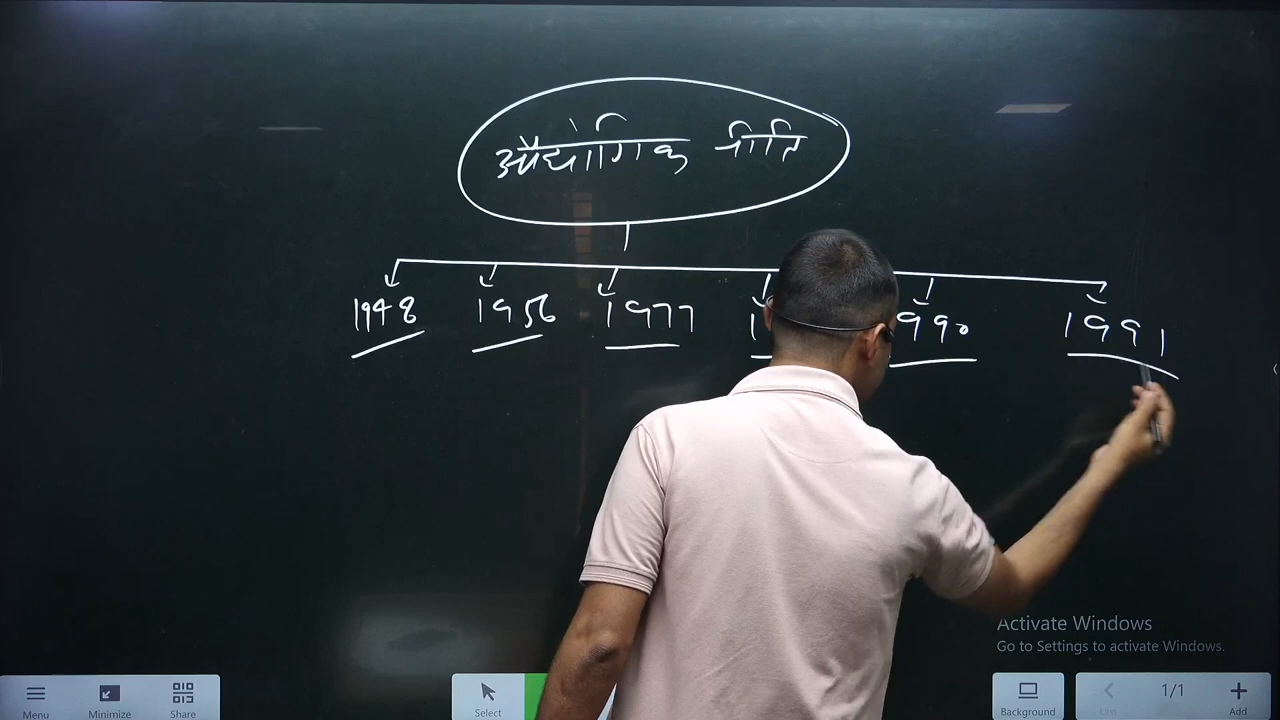 औद्योगिक नीति
1948 1956 1977 1990 1991
Activate Windows
Go to Settings to activate Windows.
Menu Minimize Share Select Background 1/1 Add